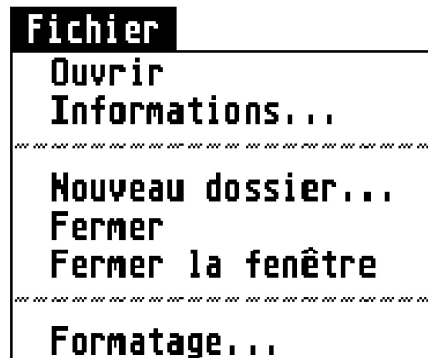 Fichier
Ouvrir
Informations...
Nouveau dossier...
Fermer
Fermer la fenêtre
Formatage...